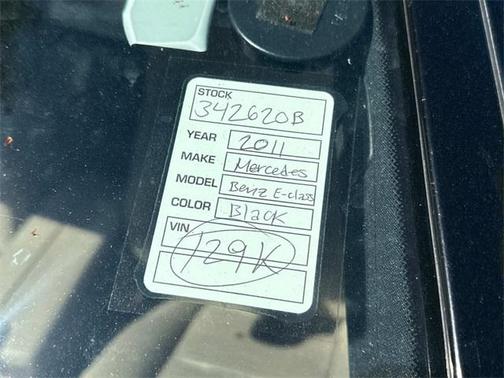 STOCK
342620B
YEAR 2011
MAKE Mercedes
MODEL Benz E-class
COLOR Black
VIN
129K